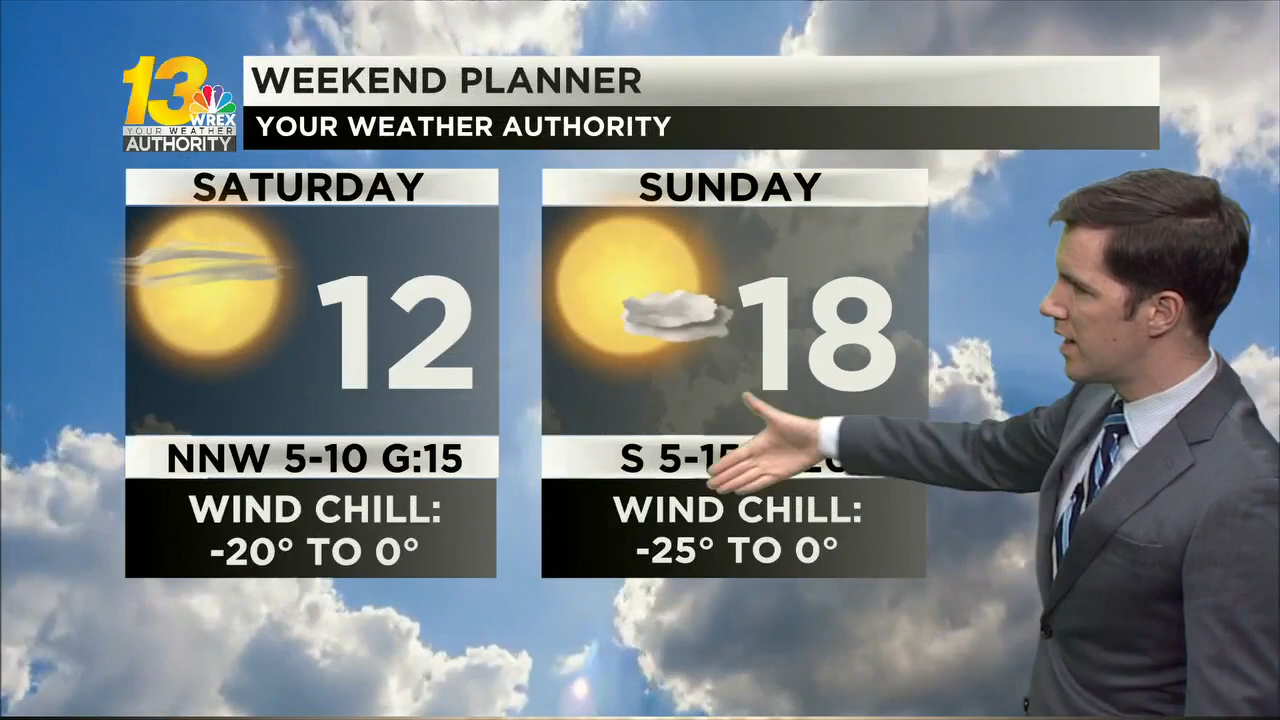 13
WREX
YOUR WEATHER
AUTHORITY
WEEKEND PLANNER
YOUR WEATHER AUTHORITY
SATURDAY
12
NNW 5-10 G:15
WIND CHILL:
-20° TO 0°
SUNDAY
18
S
WIND CHILL:
-25° TO 0°